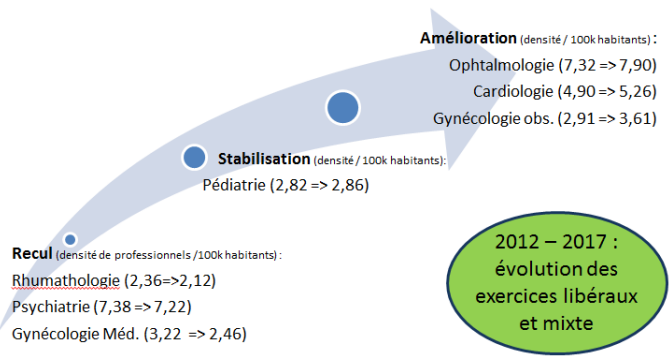 Amélioration (densité / 100k habitants) :
Ophtalmologie (7,32 => 7,90)
Cardiologie (4,90 => 5,26)
Gynécologie obs. (2,91 => 3,61)
Stabilisation (densité / 100k habitants):
Pédiatrie (2,82 => 2,86)
Recul (densité de professionnels /100k habitants) :
Rhumathologie (2,36=>2,12)
Psychiatrie (7,38 => 7,22)
Gynécologie Méd. (3,22 => 2,46)
2012 – 2017 :
évolution des
exercices libéraux
et mixte